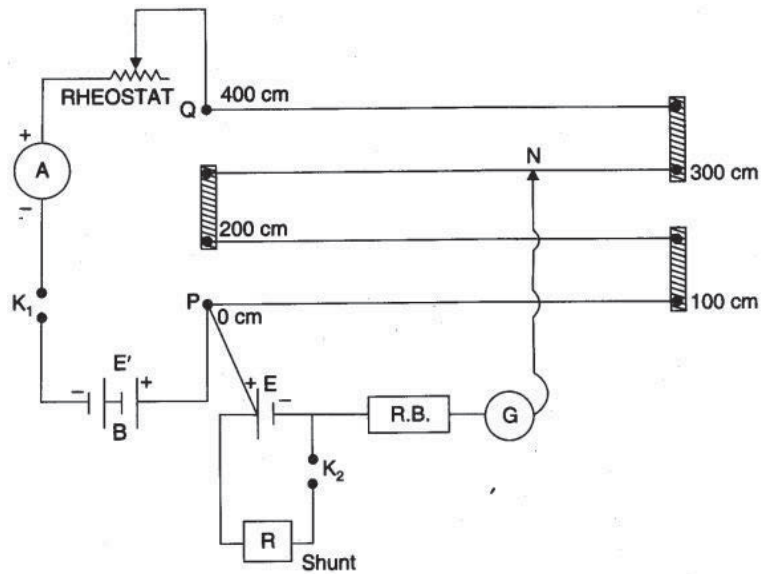 RHEOSTAT
Q 400 cm
+
A
-
N
300 cm
200 cm
K1
P
0 cm
100 cm
E'
- +
B
+ E -
R.B.
G
K2
R
Shunt